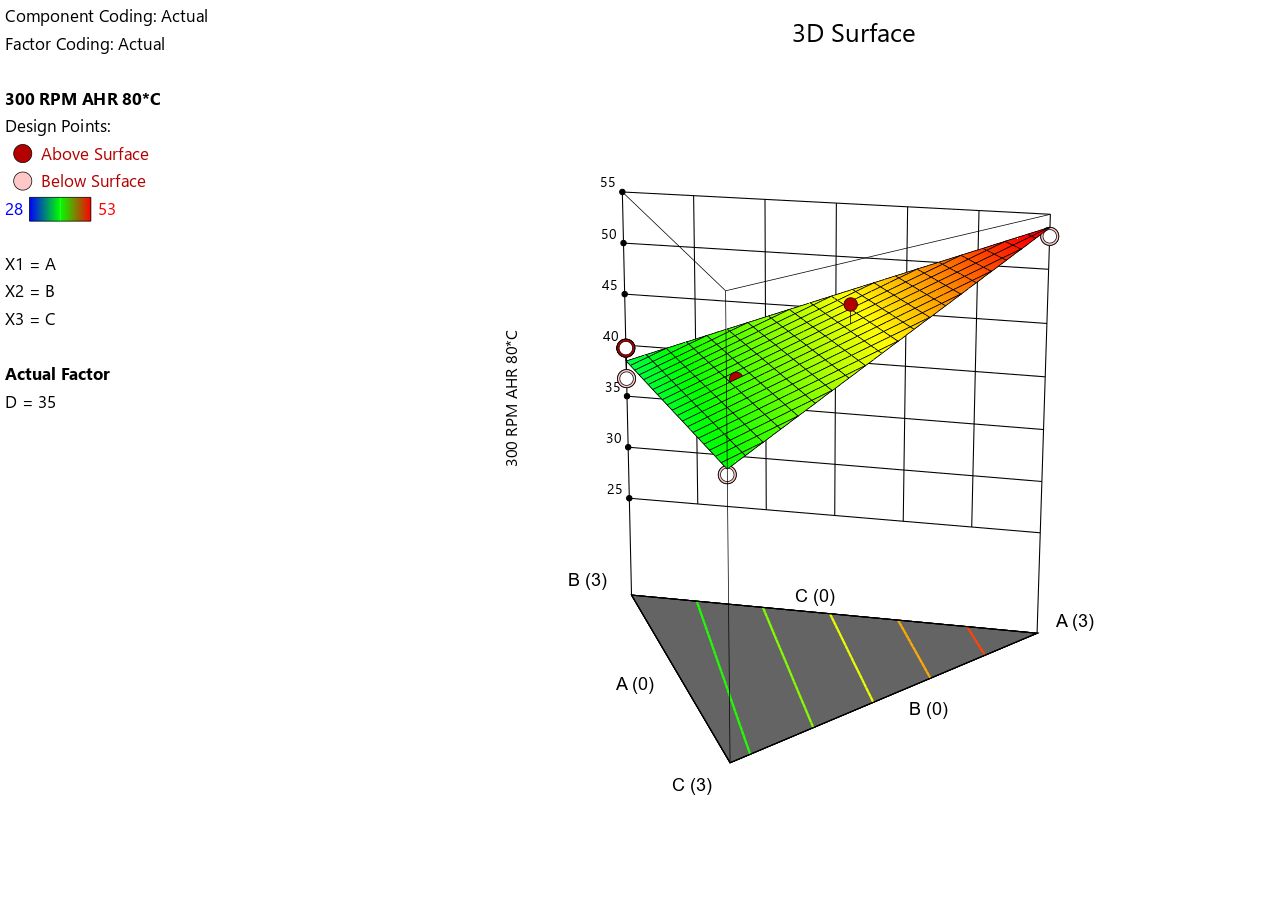 Component Coding: Actual
Factor Coding: Actual
3D Surface
300 RPM AHR 80*C
Design Points:
Above Surface
Below Surface
28 53
X1 = A
X2 = B
X3 = C
Actual Factor
D = 35
55
50
45
40
35
30
25
300 RPM AHR 80*C
B (3)
C (0)
A (3)
A (0)
B (0)
C (3)